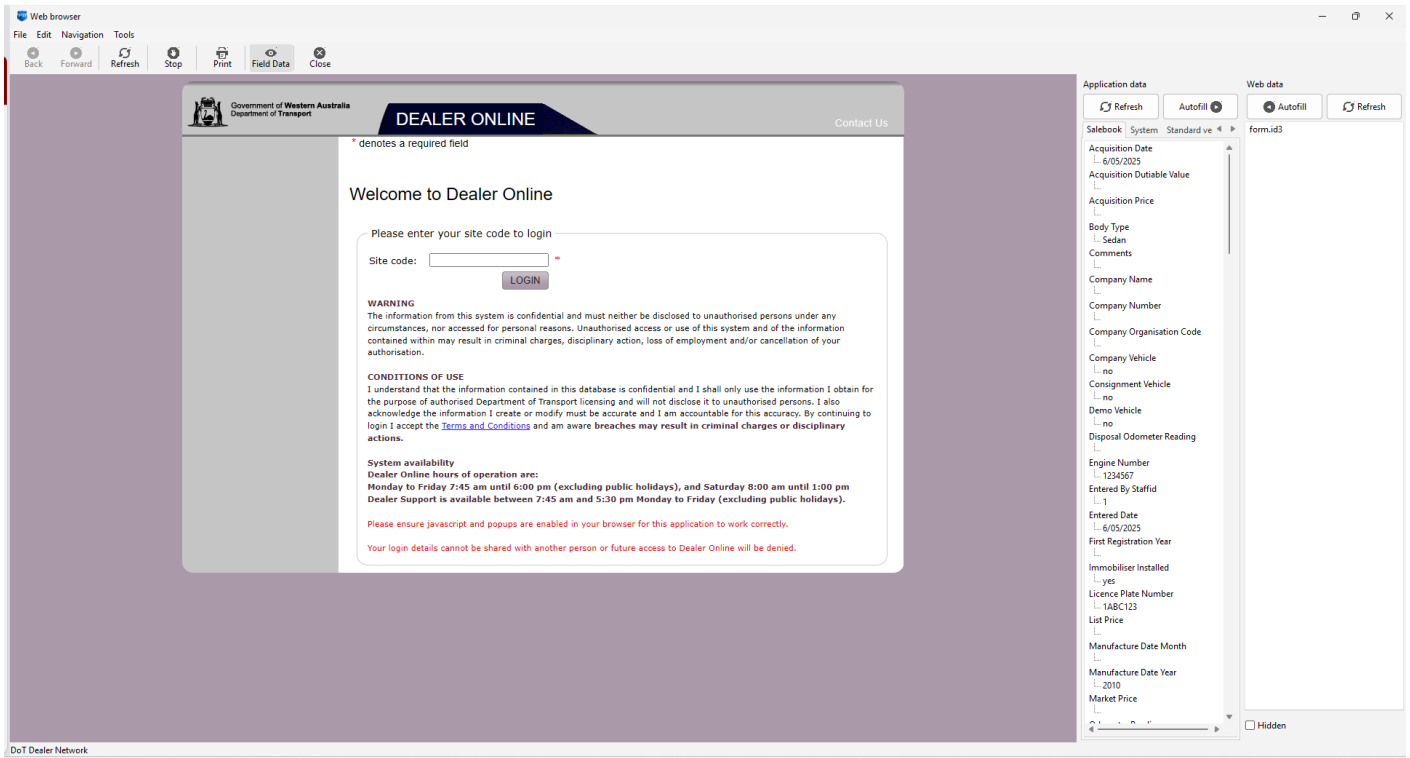 Web browser
File Edit Navigation Tools
Back Forward Refresh Stop Print Field Data Close
Government of Western Australia
Department of Transport
DEALER ONLINE
Contact Us
* denotes a required field
Welcome to Dealer Online
Please enter your site code to login
Site code: *
LOGIN
WARNING
The information from this system is confidential and must neither be disclosed to unauthorised persons under any
circumstances, nor accessed for personal reasons. Unauthorised access or use of this system and of the information
contained within may result in criminal charges, disciplinary action, loss of employment and/or cancellation of your
authorisation.
CONDITIONS OF USE
I understand that the information contained in this database is confidential and I shall only use the information I obtain for
the purpose of authorised Department of Transport licensing and will not disclose it to unauthorised persons. I also
acknowledge the information I create or modify must be accurate and I am accountable for this accuracy. By continuing to
login I accept the Terms and Conditions and am aware breaches may result in criminal charges or disciplinary
actions.
System availability
Dealer Online hours of operation are:
Monday to Friday 7:45 am until 6:00 pm (excluding public holidays), and Saturday 8:00 am until 1:00 pm
Dealer Support is available between 7:45 am and 5:30 pm Monday to Friday (excluding public holidays).
Please ensure javascript and popups are enabled in your browser for this application to work correctly.
Your login details cannot be shared with another person or future access to Dealer Online will be denied.
Application data
Refresh Autofill
Salebook System Standard ve
Acquisition Date
6/05/2025
Acquisition Dutiable Value
Acquisition Price
Body Type
Sedan
Comments
Company Name
Company Number
Company Organisation Code
Company Vehicle
no
Consignment Vehicle
no
Demo Vehicle
no
Disposal Odometer Reading
Engine Number
1234567
Entered By Staffid
1
Entered Date
6/05/2025
First Registration Year
Immobiliser Installed
yes
Licence Plate Number
1ABC123
List Price
Manufacture Date Month
Manufacture Date Year
2010
Market Price
Web data
Autofill Refresh
form.id3
Hidden
DoT Dealer Network